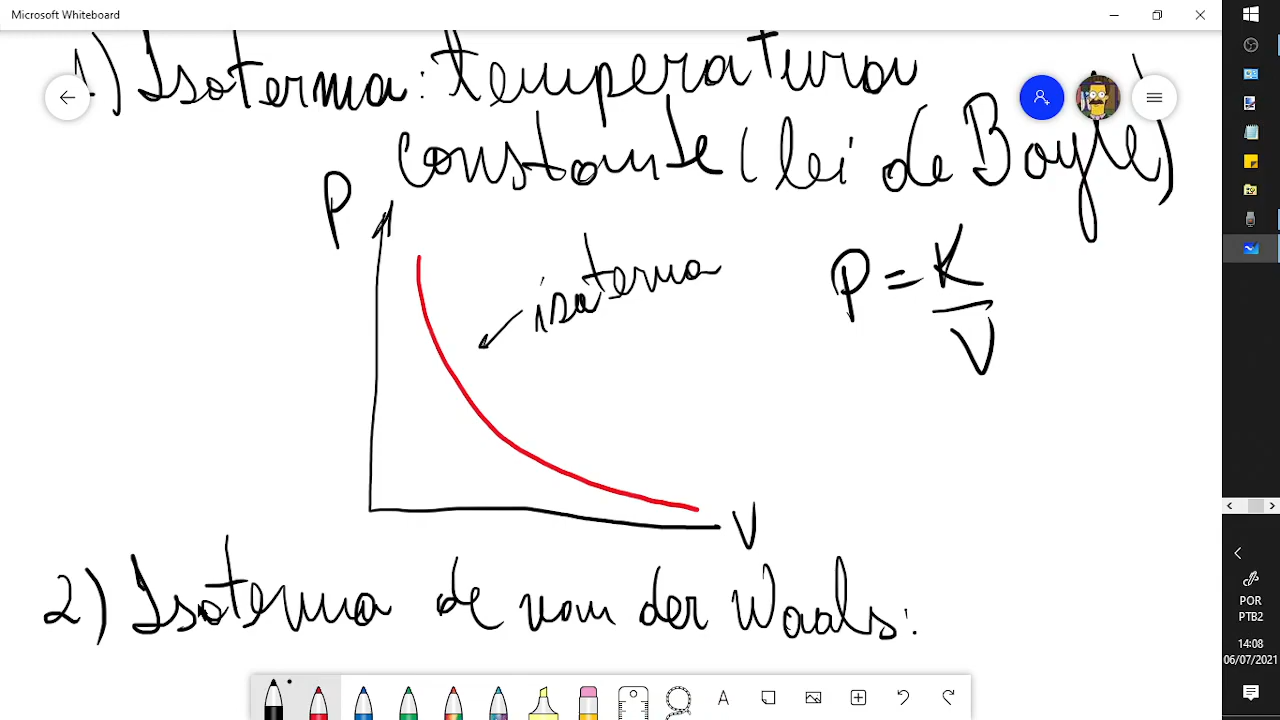 Microsoft Whiteboard
1) Isoterma: temperatura
constante (lei de Boyle)
P
isoterma
P = K
V
V
2) Isoterma de van der Waals:
A
POR
PTB2
14:08
06/07/2021